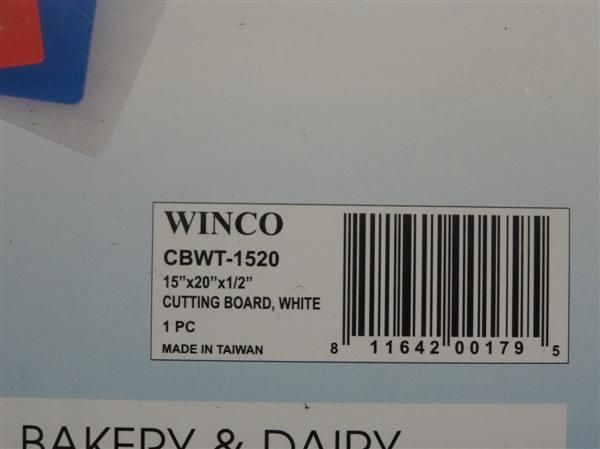 WINCO
CBWT-1520
15"x20"x1/2"
CUTTING BOARD, WHITE
1 PC
MADE IN TAIWAN
8 11642 00179 5
BAKERY & DAIRY